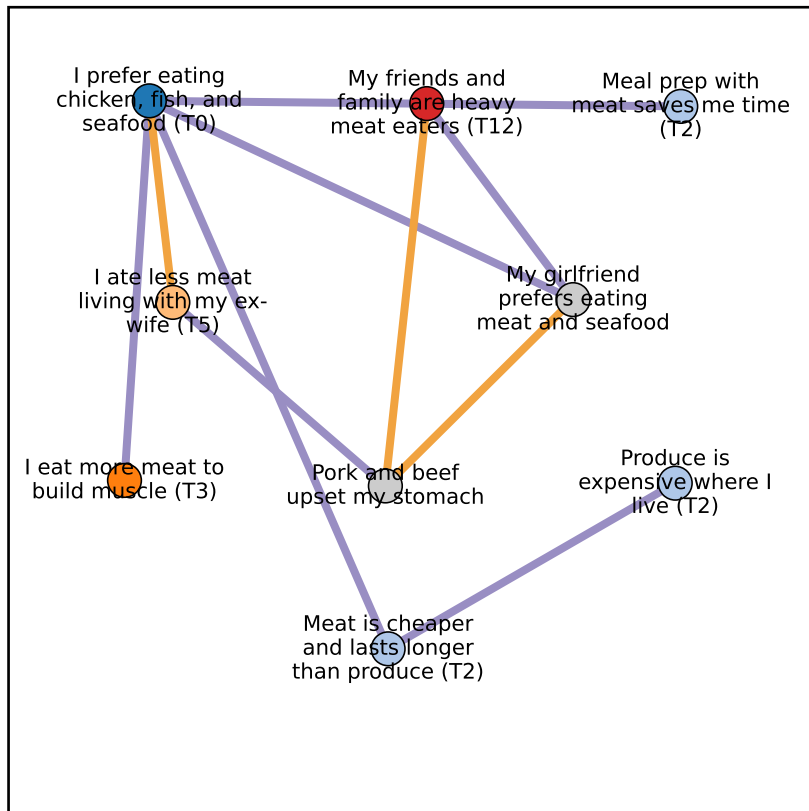 I prefer eating
chicken, fish, and
seafood (T0)
My friends and
family are heavy
meat eaters (T12)
Meal prep with
meat saves me time
(T2)
I ate less meat
living with my ex-
wife (T5)
My girlfriend
prefers eating
meat and seafood
I eat more meat to
build muscle (T3)
Pork and beef
upset my stomach
Produce is
expensive where I
live (T2)
Meat is cheaper
and lasts longer
than produce (T2)